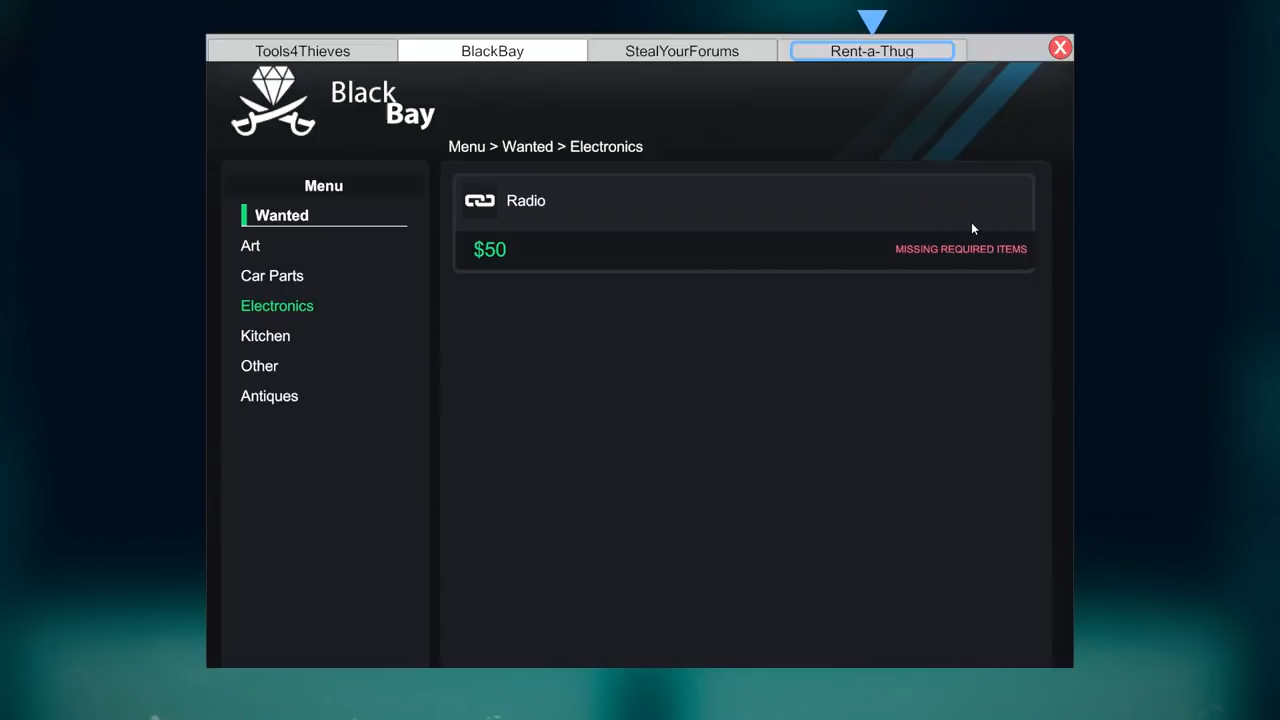 Tools4Thieves
BlackBay
StealYourForums
Rent-a-Thug
X
Black
Bay
Menu > Wanted > Electronics
Menu
Wanted
Art
Car Parts
Electronics
Kitchen
Other
Antiques
Radio
$50
MISSING REQUIRED ITEMS